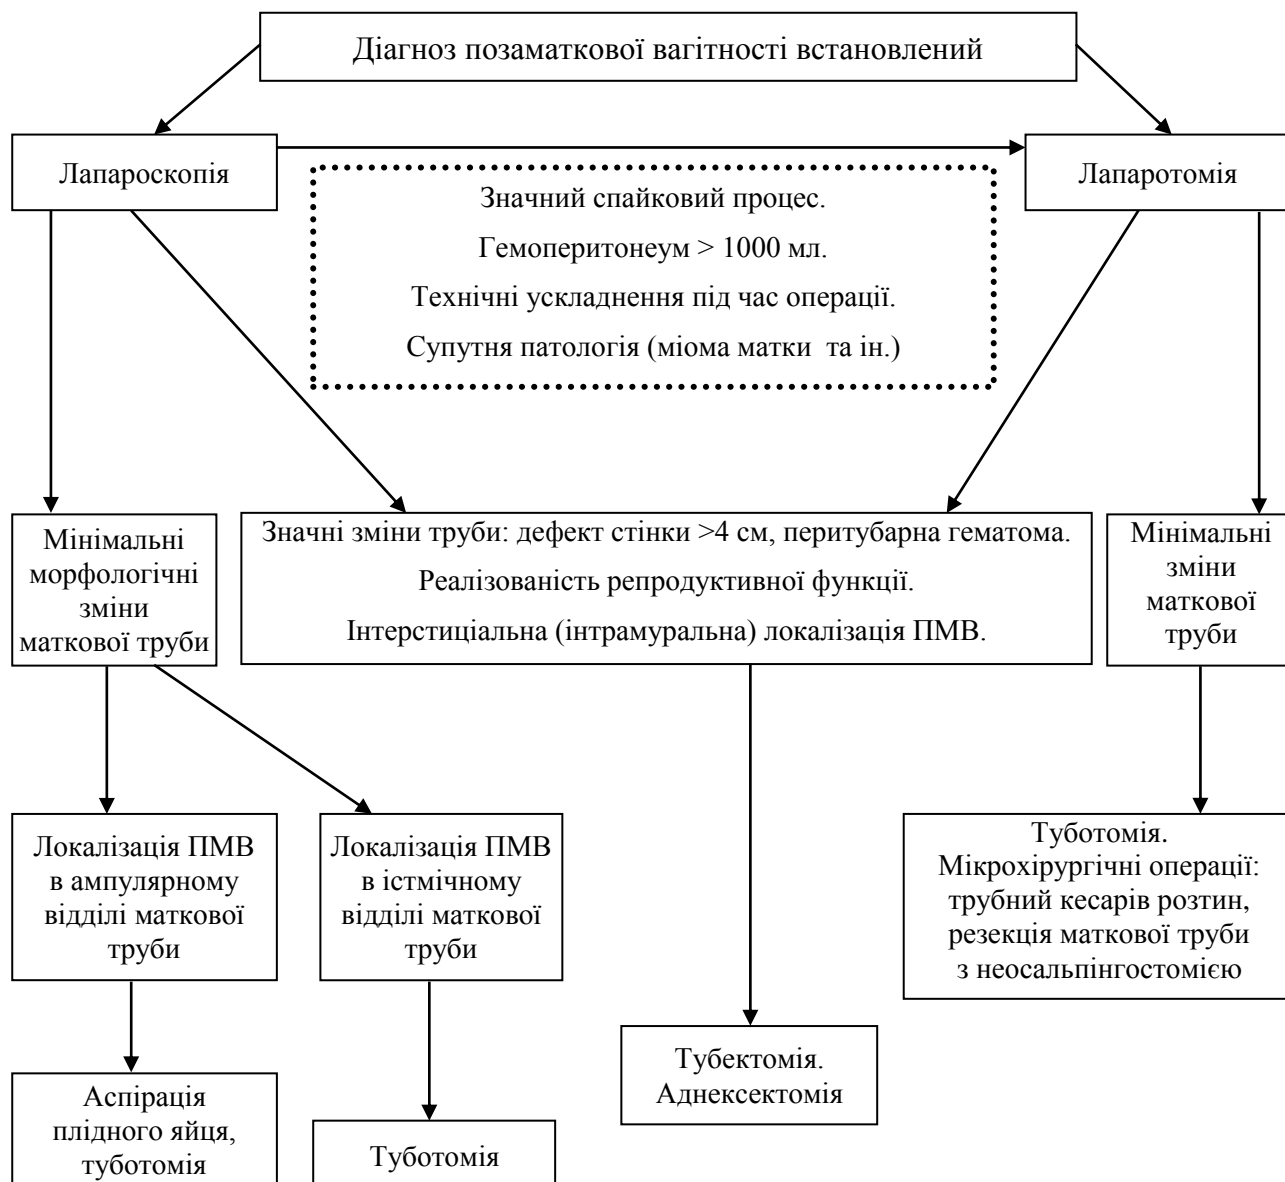 Діагноз позаматкової вагітності встановлений
Лапароскопія
Лапаротомія
Значний спайковий процес.
Гемоперитонеум > 1000 мл.
Технічні ускладнення під час операції.
Супутня патологія (міома матки та ін.)
Мінімальні
морфологічні
зміни
маткової труби
Значні зміни труби: дефект стінки >4 см, перитубарна гематома.
Реалізованість репродуктивної функції.
Інтерстиціальна (інтрамуральна) локалізація ПМВ.
Мінімальні
зміни
маткової
труби
Локалізація ПМВ
в ампулярному
відділі маткової
труби
Локалізація ПМВ
в істмічному
відділі маткової
труби
Туботомія.
Мікрохірургічні операції:
трубний кесарів розтин,
резекція маткової труби
з неосальпінгостомією
Тубектомія.
Аднексектомія
Аспірація
плідного яйця,
туботомія
Туботомія